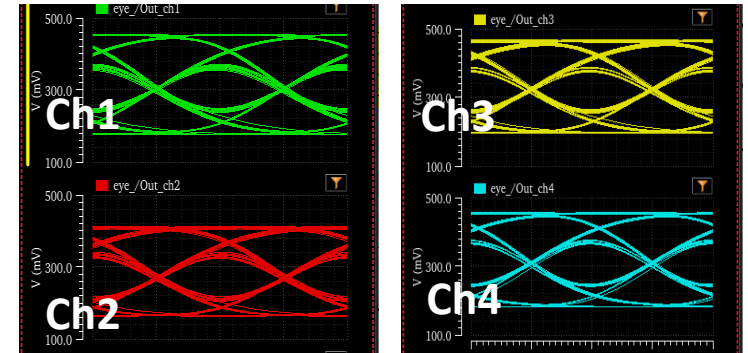 eye_/Out_ch1
500.0
300.0
100.0
V (mV)
Ch1
eye_/Out_ch2
500.0
300.0
100.0
V (mV)
Ch2
eye_/Out_ch3
500.0
300.0
100.0
V (mV)
Ch3
eye_/Out_ch4
500.0
300.0
100.0
V (mV)
Ch4